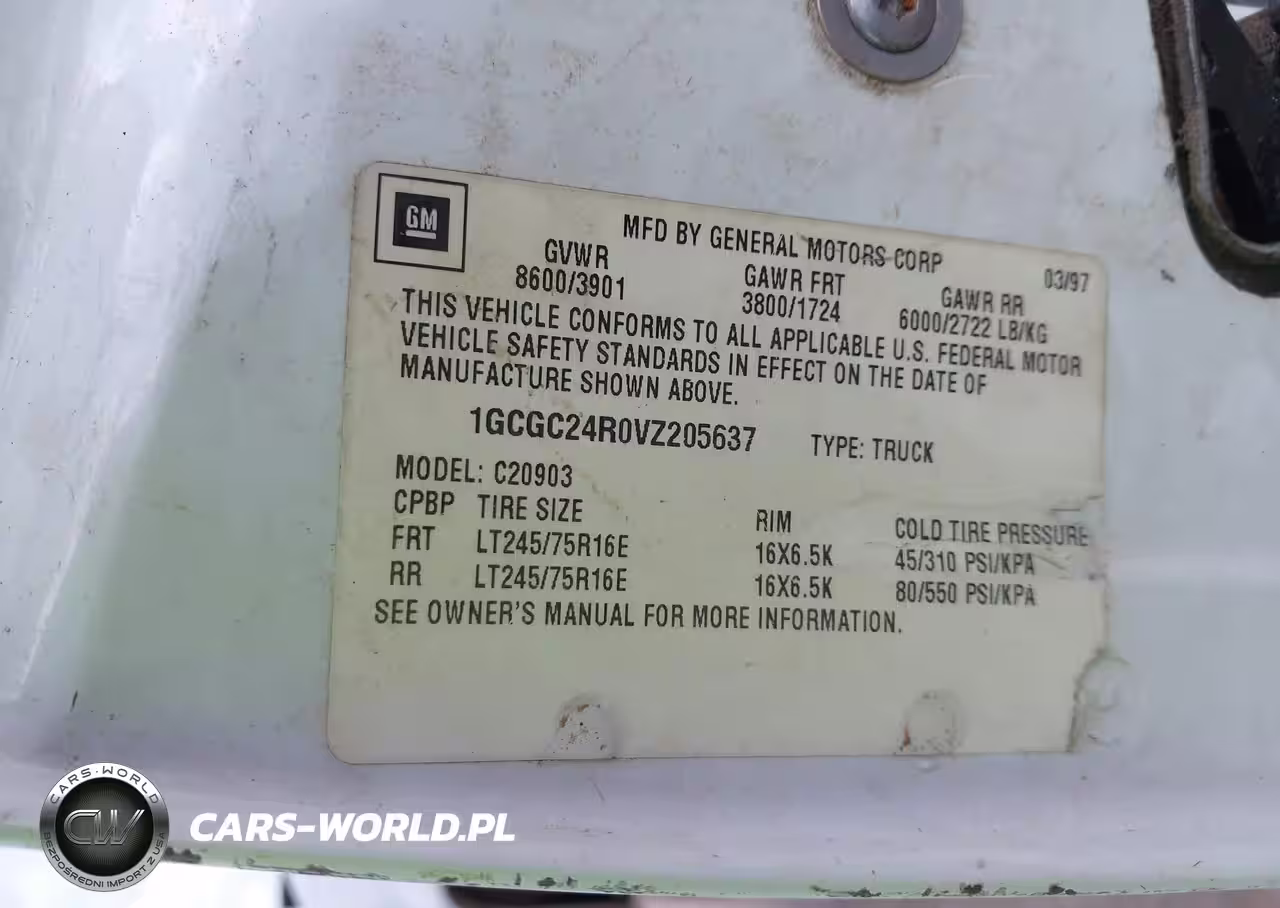 GM
MFD BY GENERAL MOTORS CORP
03/97
GVWR GAWR FRT GAWR RR
8600/3901 3800/1724 6000/2722 LB/KG
THIS VEHICLE CONFORMS TO ALL APPLICABLE U.S. FEDERAL MOTOR
VEHICLE SAFETY STANDARDS IN EFFECT ON THE DATE OF
MANUFACTURE SHOWN ABOVE.
1GCGC24R0VZ205637 TYPE: TRUCK
MODEL: C20903
CPBP TIRE SIZE RIM COLD TIRE PRESSURE
FRT LT245/75R16E 16X6.5K 45/310 PSI/KPA
RR LT245/75R16E 16X6.5K 80/550 PSI/KPA
SEE OWNER'S MANUAL FOR MORE INFORMATION.
CARS-WORLD
CW
BEZPOŚREDNI IMPORT Z USA
CARS-WORLD.PL